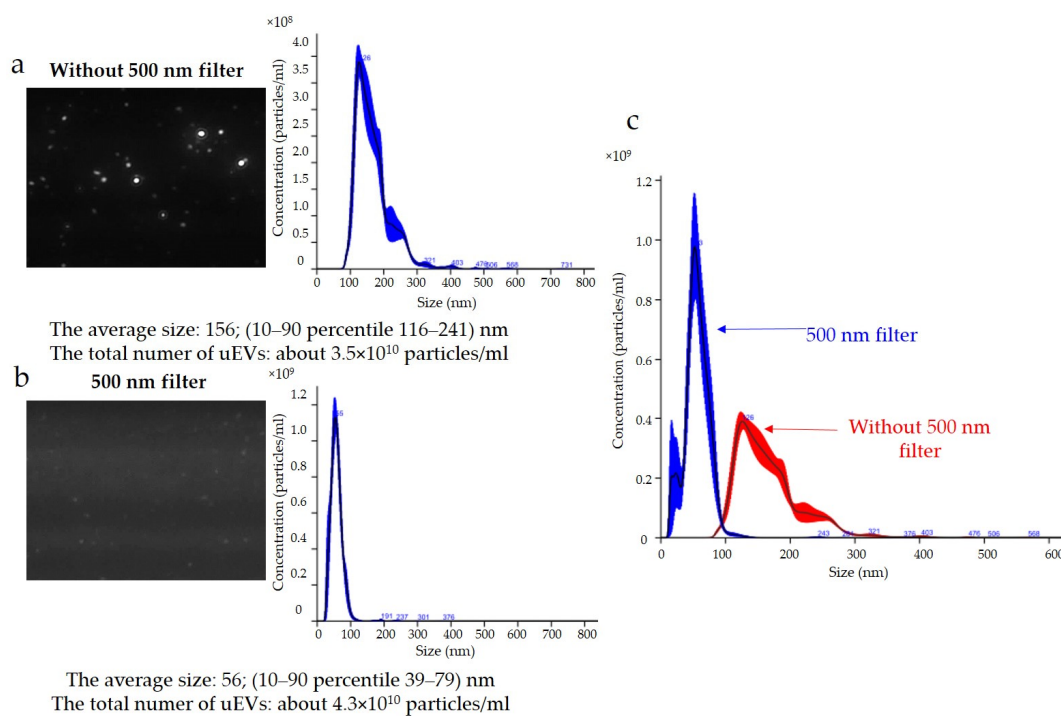 a
Without 500 nm filter
×10⁸
4.0
3.5
3.0
2.5
2.0
1.5
1.0
0.5
0
Concentration (particles/ml)
26
321
403
476
506
568
731
0 100 200 300 400 500 600 700 800
Size (nm)
The average size: 156; (10–90 percentile 116–241) nm
The total numer of uEVs: about 3.5×10¹⁰ particles/ml
b
500 nm filter
×10⁹
1.2
1.0
0.8
0.6
0.4
0.2
0
Concentration (particles/ml)
191
237
301
376
0 100 200 300 400 500 600 700 800
Size (nm)
The average size: 56; (10–90 percentile 39–79) nm
The total numer of uEVs: about 4.3×10¹⁰ particles/ml
c
×10⁹
1.2
1.0
0.8
0.6
0.4
0.2
0
Concentration (particles/ml)
500 nm filter
Without 500 nm
filter
26
243
321
376
403
476
506
568
0 100 200 300 400 500 600
Size (nm)